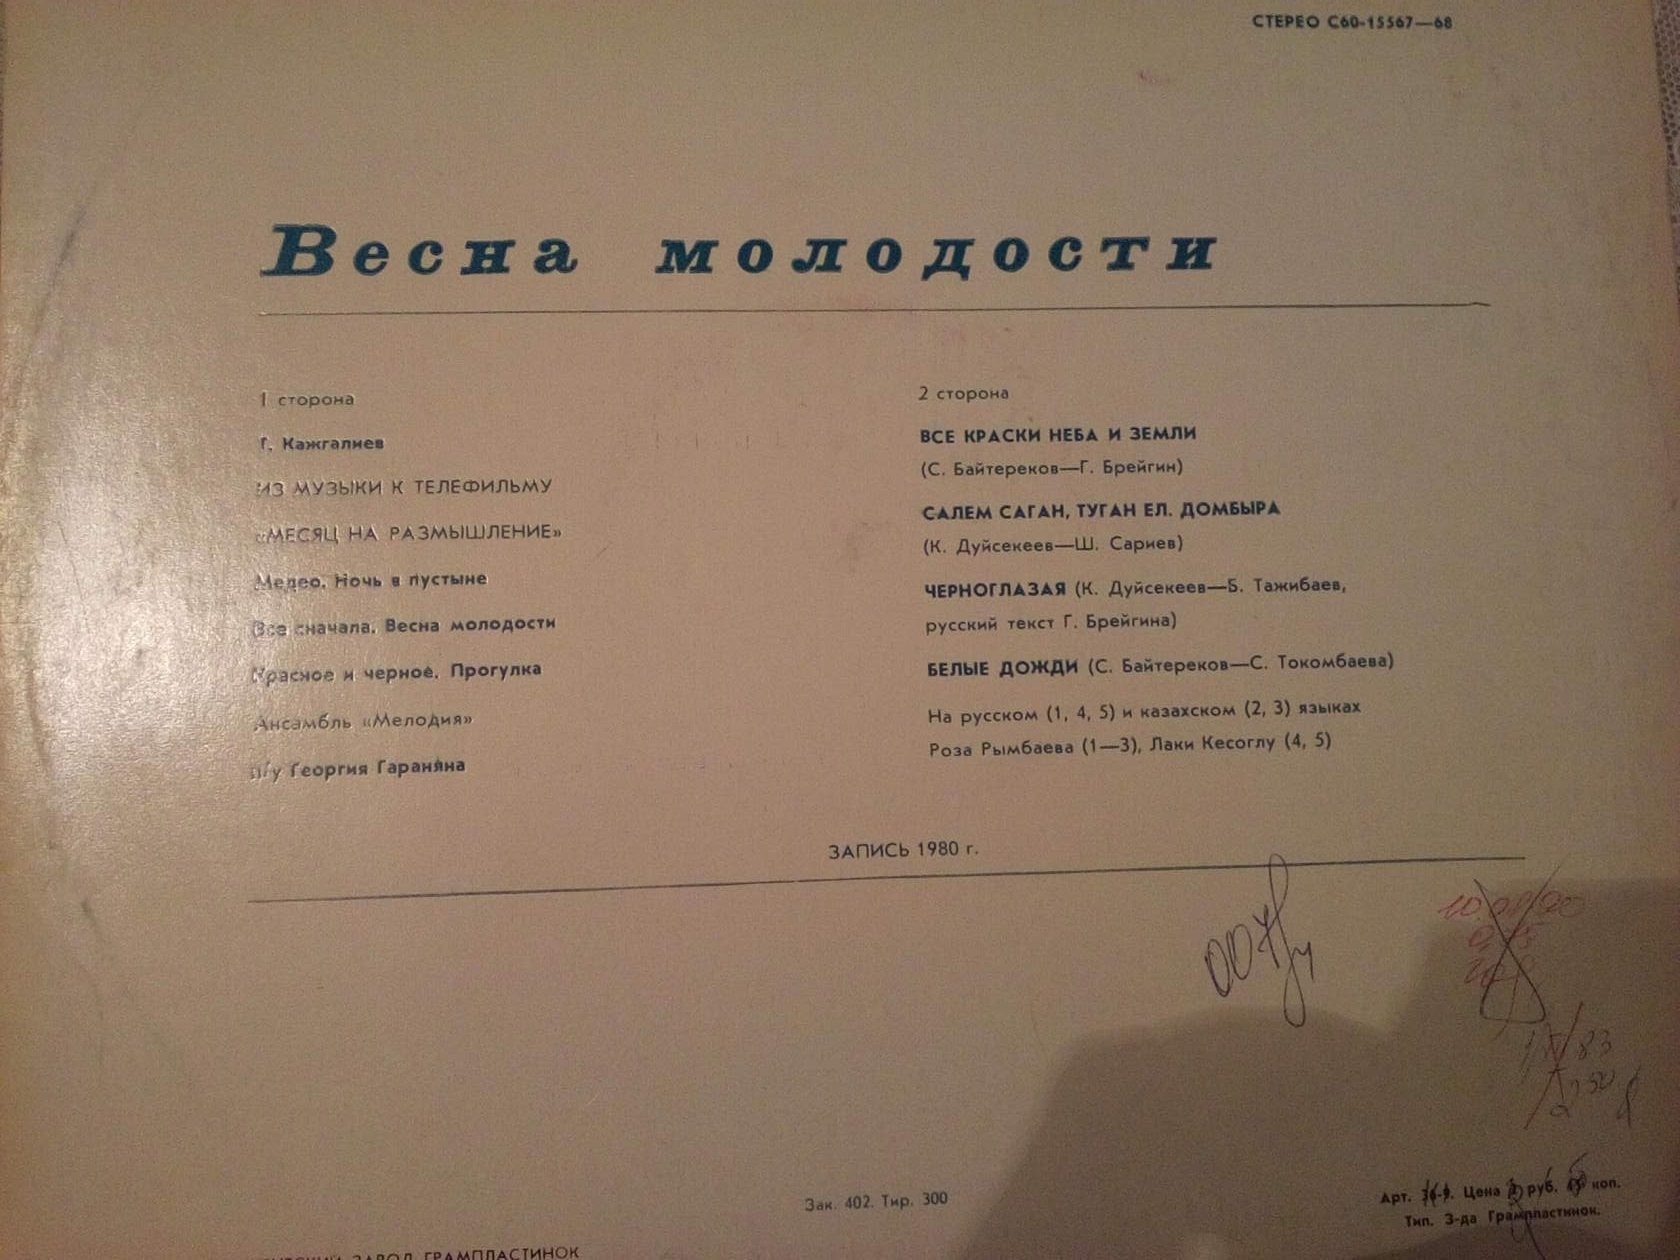 СТЕРЕО С60-15567—68
Весна молодости
1 сторона
Г. Кажгалиев
ИЗ МУЗЫКИ К ТЕЛЕФИЛЬМУ
«МЕСЯЦ НА РАЗМЫШЛЕНИЕ»
Медео. Ночь в пустыне
Все сначала. Весна молодости
Красное и черное. Прогулка
Ансамбль «Мелодия»
п/у Георгия Гараняна
2 сторона
ВСЕ КРАСКИ НЕБА И ЗЕМЛИ
(С. Байтереков—Г. Брейгин)
САЛЕМ САГАН, ТУГАН ЕЛ. ДОМБЫРА
(К. Дуйсекеев—Ш. Сариев)
ЧЕРНОГЛАЗАЯ (К. Дуйсекеев—Б. Тажибаев,
русский текст Г. Брейгина)
БЕЛЫЕ ДОЖДИ (С. Байтереков—С. Токомбаева)
На русском (1, 4, 5) и казахском (2, 3) языках
Роза Рымбаева (1—3), Лаки Кесоглу (4, 5)
ЗАПИСЬ 1980 г.
Зак. 402. Тир. 300
Арт. Цена руб. коп.
Тип. З-да Грампластинок.
ЗАВОД ГРАМПЛАСТИНОК